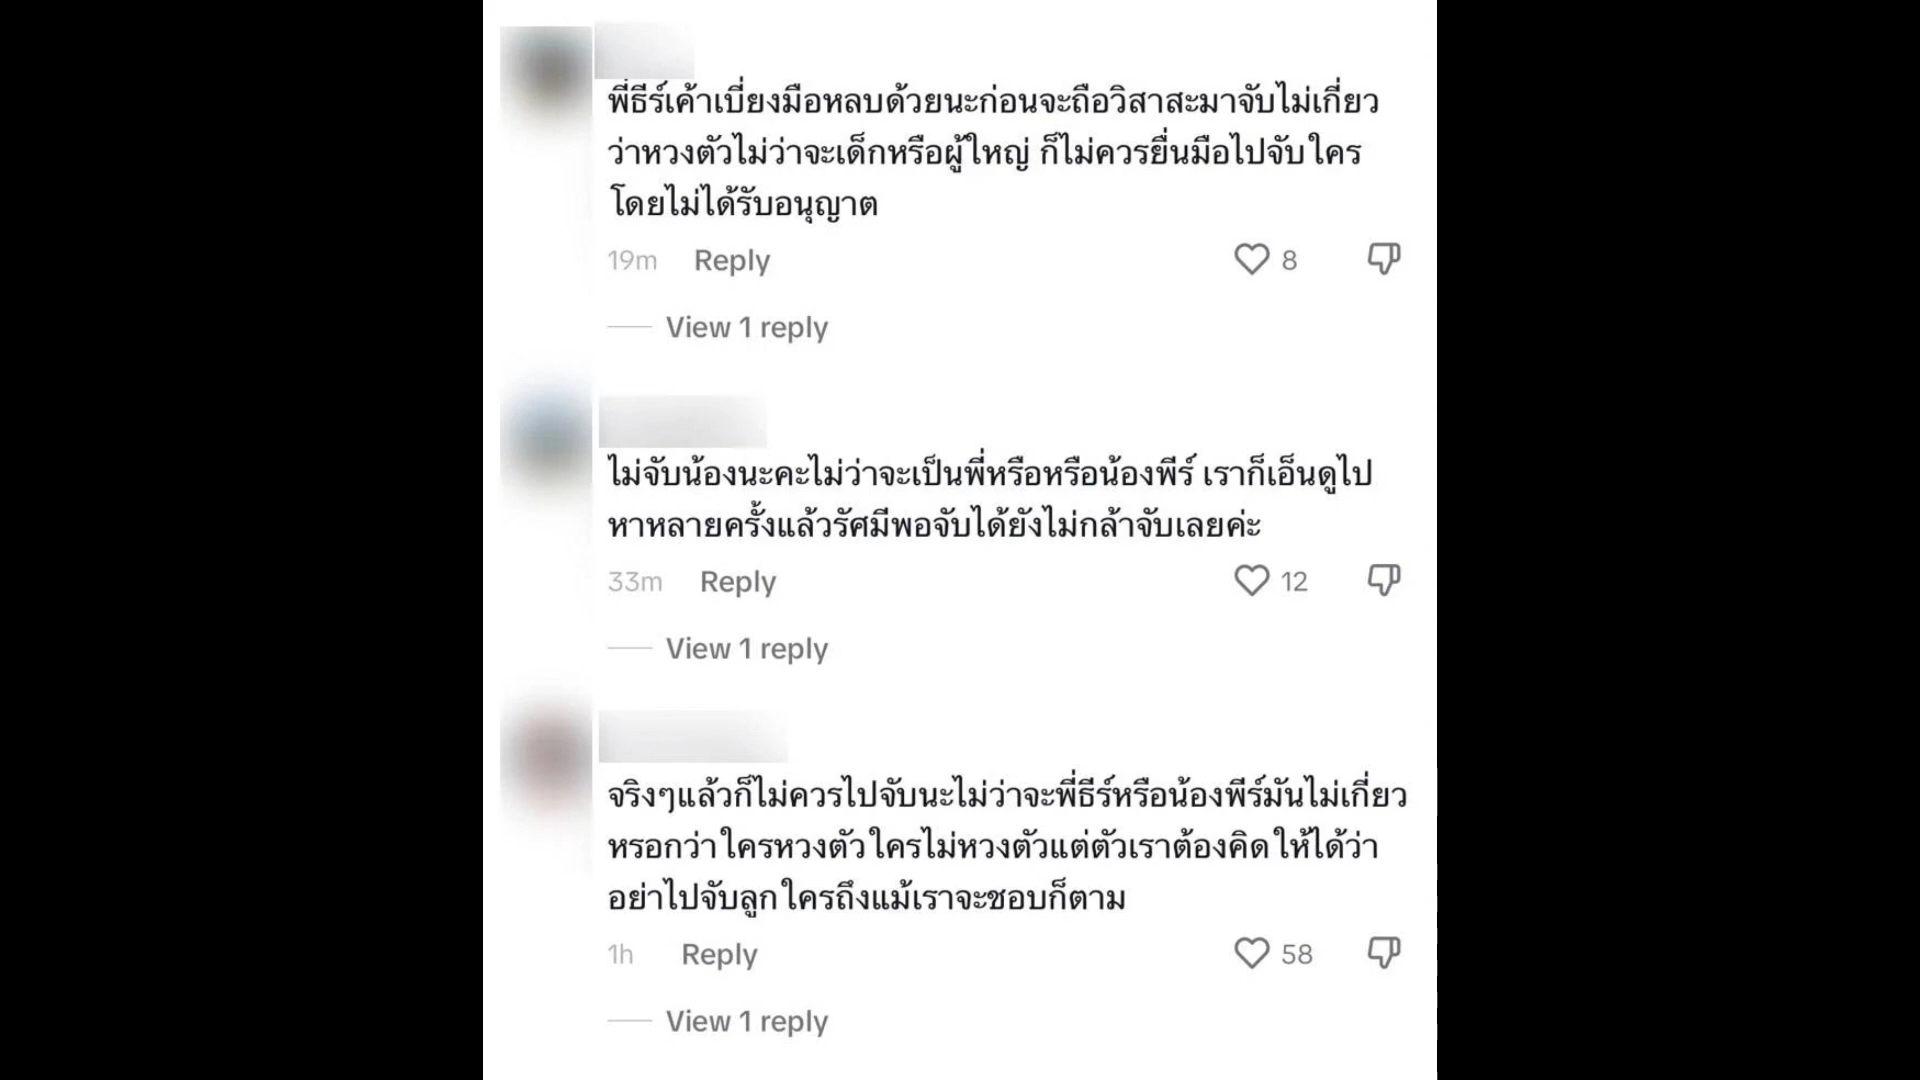 พี่ธีร์เค้าเบี่ยงมือหลบด้วยนะก่อนจะถือวิสาสะมาจับไม่เกี่ยว
ว่าหวงตัวไม่ว่าจะเด็กหรือผู้ใหญ่ ก็ไม่ควรยื่นมือไปจับใคร
โดยไม่ได้รับอนุญาต
19m Reply 8
View 1 reply
ไม่จับน้องนะคะไม่ว่าจะเป็นพี่หรือหรือน้องพีร์ เราก็เอ็นดูไป
หาหลายครั้งแล้วรัศมีพอจับได้ยังไม่กล้าจับเลยค่ะ
33m Reply 12
View 1 reply
จริงๆแล้วก็ไม่ควรไปจับนะไม่ว่าจะพี่ธีร์หรือน้องพีร์มันไม่เกี่ยว
หรอกว่าใครหวงตัวใครไม่หวงตัวแต่ตัวเราต้องคิดให้ได้ว่า
อย่าไปจับลูกใครถึงแม้เราจะชอบก็ตาม
1h Reply 58
View 1 reply